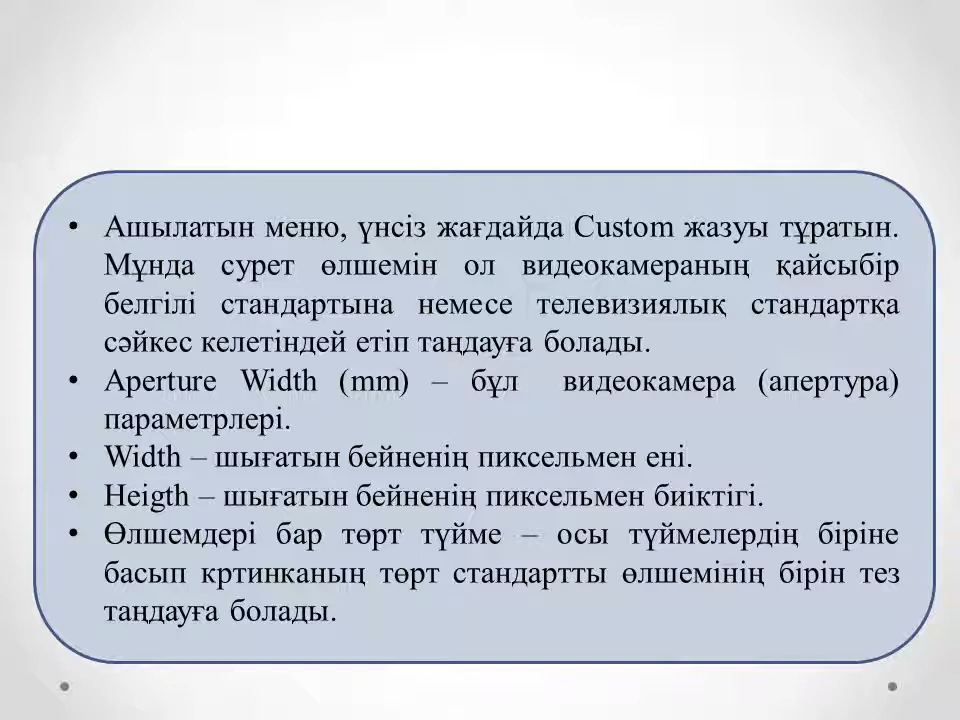 • Ашылатын меню, үнсіз жағдайда Custom жазуы тұратын.
Мұнда сурет өлшемін ол видеокамераның қайсыбір
белгілі стандартына немесе телевизиялық стандартқа
сәйкес келетіндей етіп таңдауға болады.
• Aperture Width (mm) – бұл видеокамера (апертура)
параметрлері.
• Width – шығатын бейненің пиксельмен ені.
• Heigth – шығатын бейненің пиксельмен биіктігі.
• Өлшемдері бар төрт түйме – осы түймелердің біріне
басып кртинканың төрт стандартты өлшемінің бірін тез
таңдауға болады.